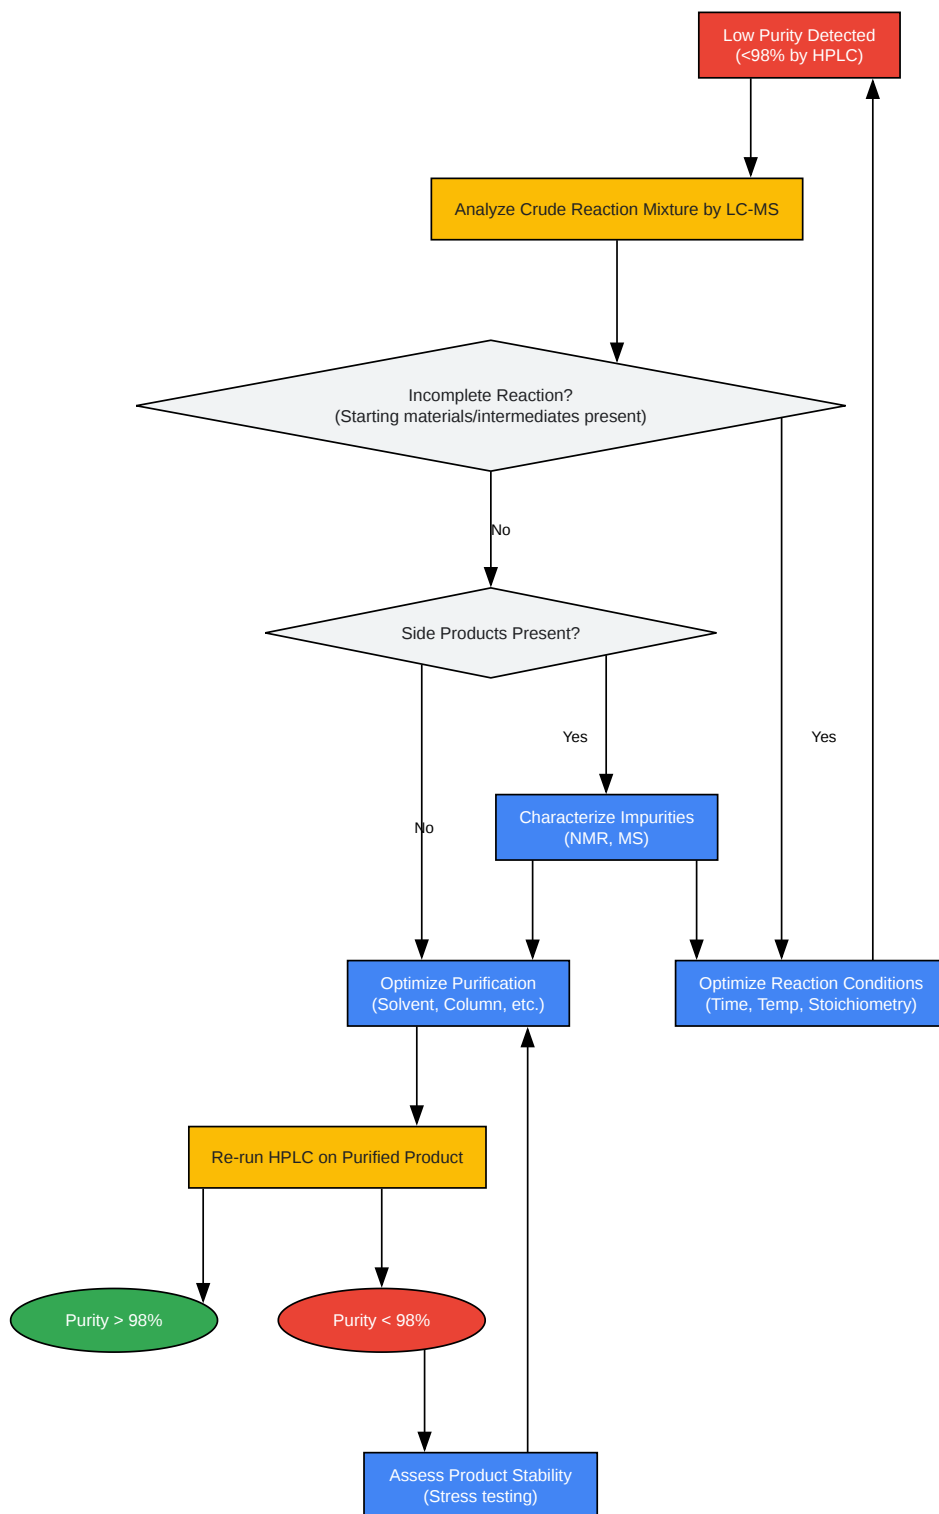 Low Purity Detected
(<98% by HPLC)
Analyze Crude Reaction Mixture by LC-MS
Incomplete Reaction?
(Starting materials/intermediates present)
No
Side Products Present?
Yes
Yes
Characterize Impurities
(NMR, MS)
No
Optimize Purification
(Solvent, Column, etc.)
Optimize Reaction Conditions
(Time, Temp, Stoichiometry)
Re-run HPLC on Purified Product
Purity > 98%
Purity < 98%
Assess Product Stability
(Stress testing)